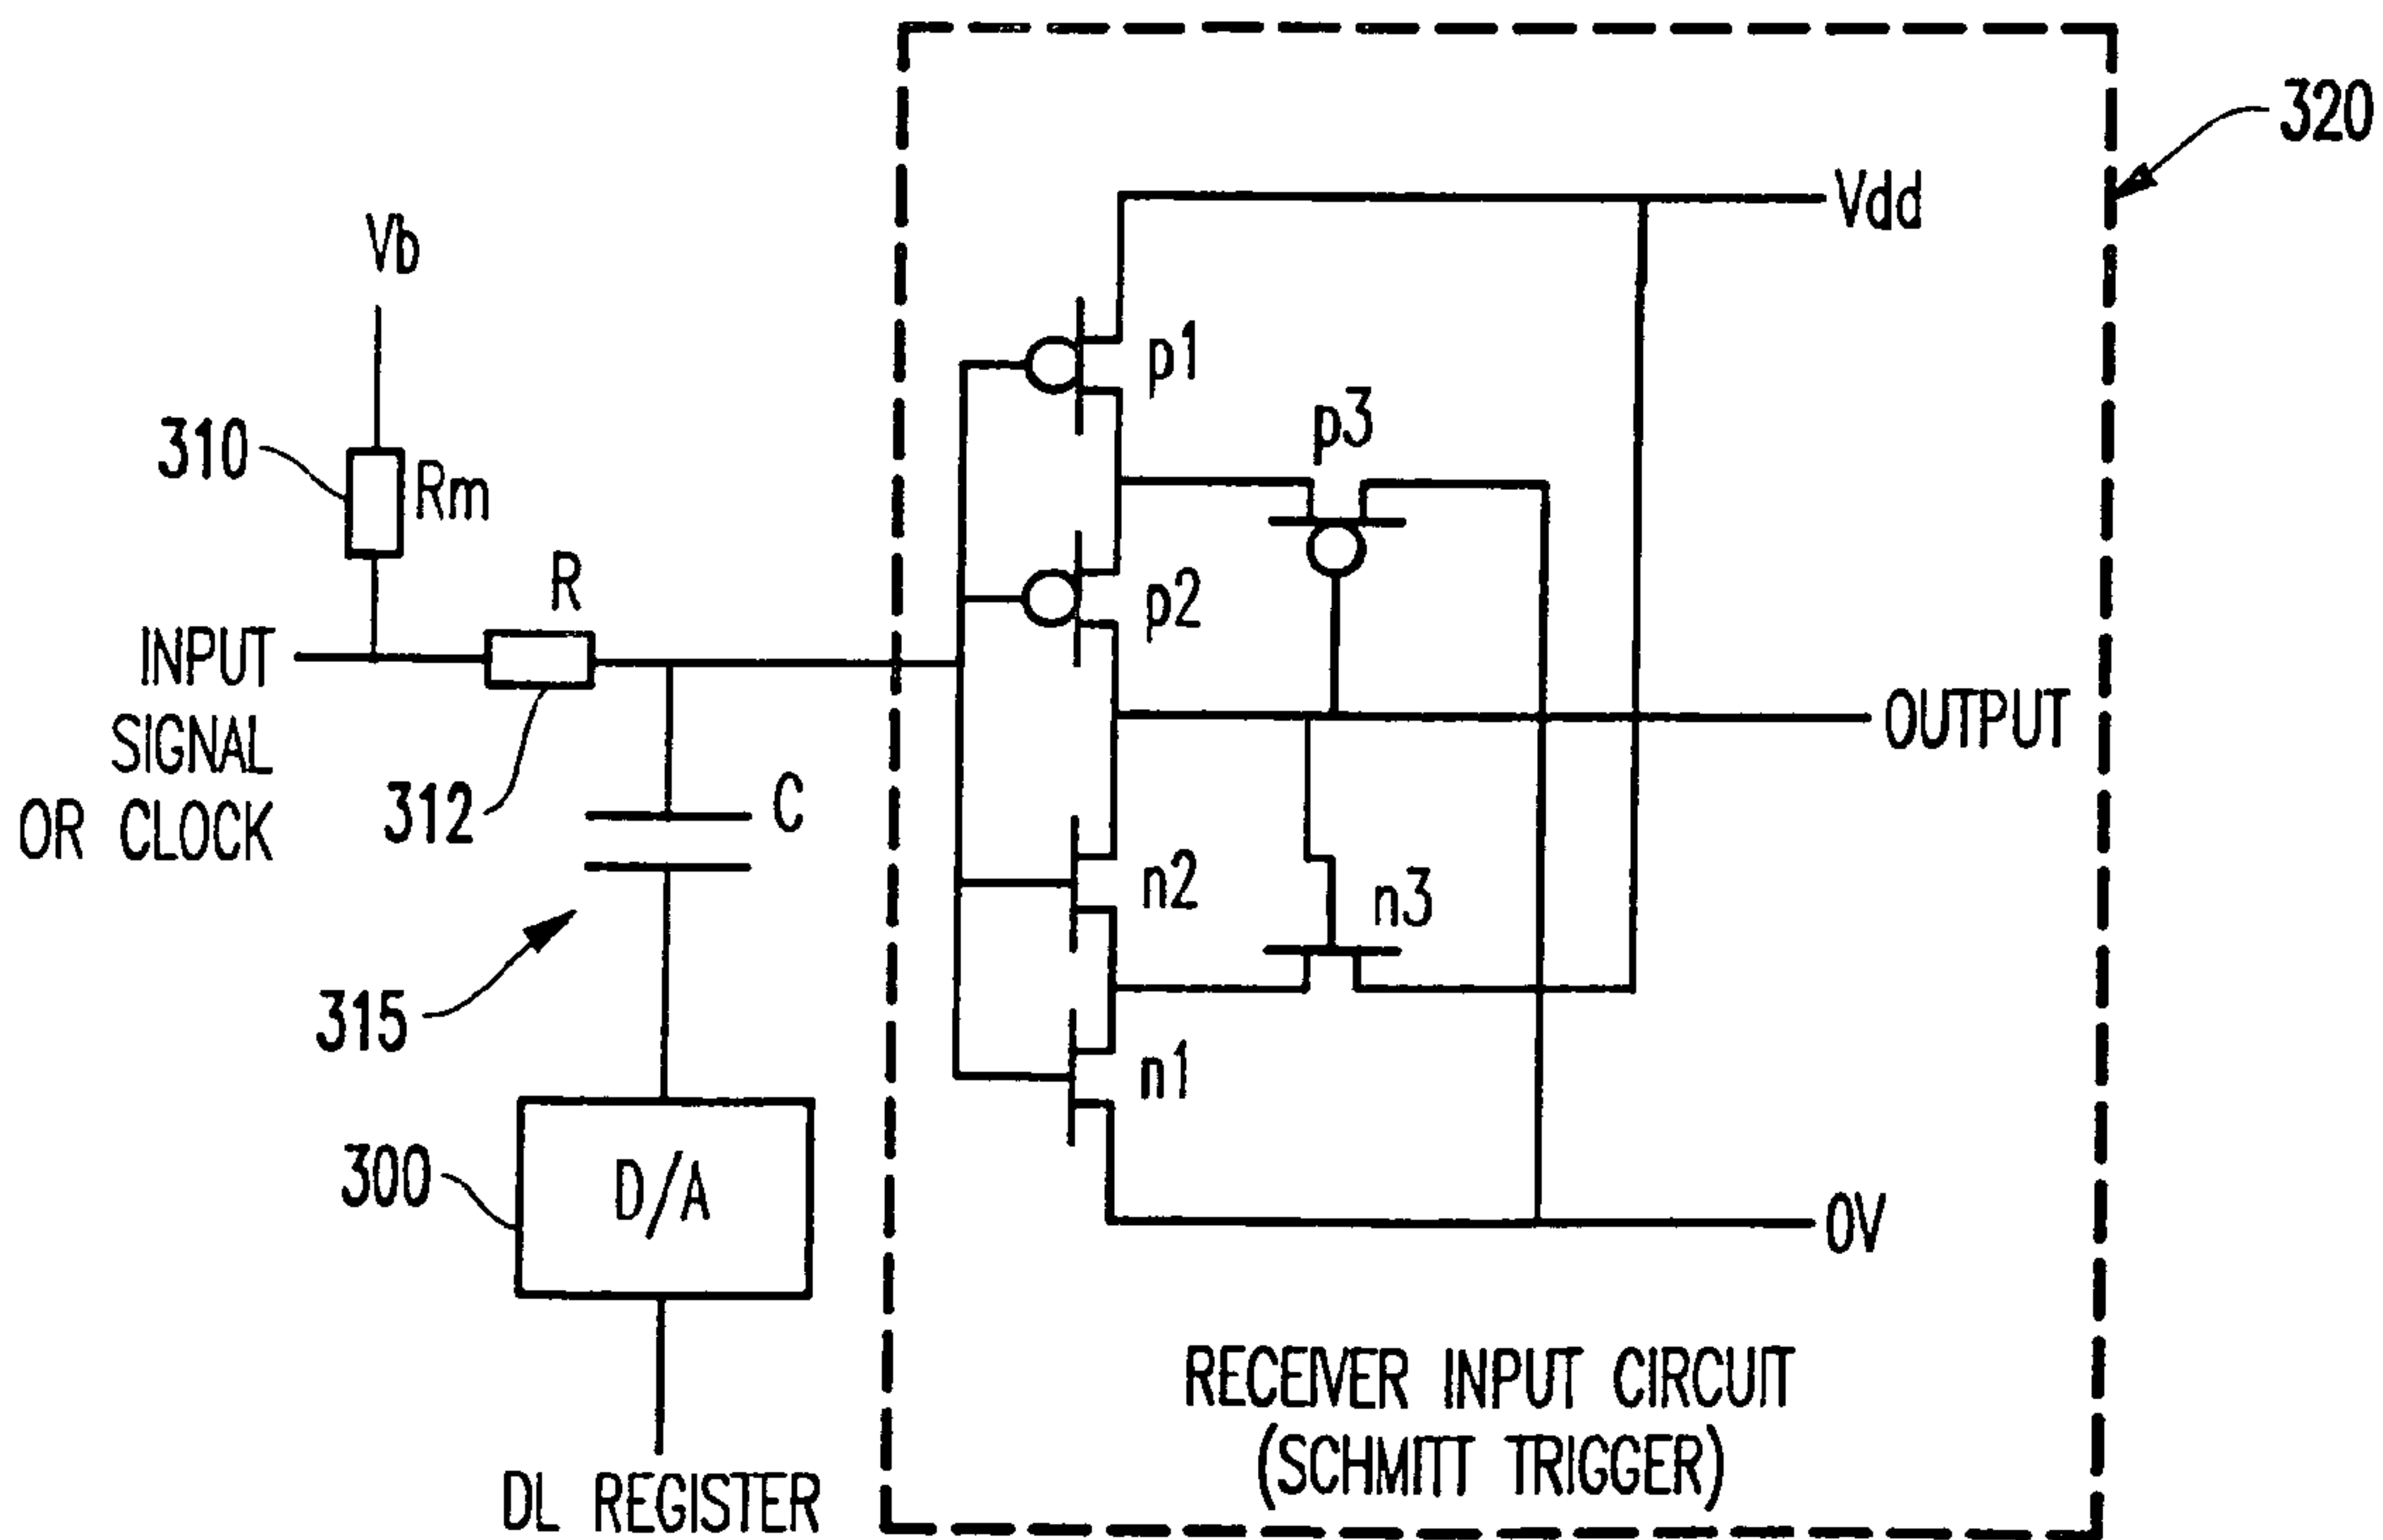 320
Vdd
Vb
p1
p3
310
Rm
R
p2
INPUT
SIGNAL
OR CLOCK
312
C
OUTPUT
n2
n3
315
n1
300
D/A
0V
RECEIVER INPUT CIRCUIT
(SCHMITT TRIGGER)
DL REGISTER